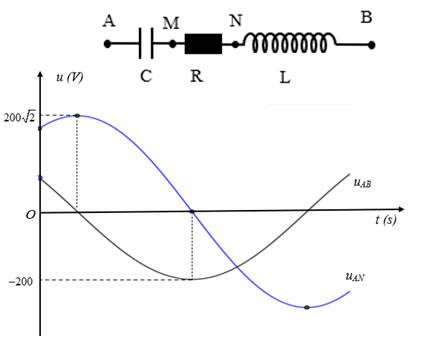 A M N B
C R L
u (V)
200√2
u_AB
O
t (s)
−200
u_AN